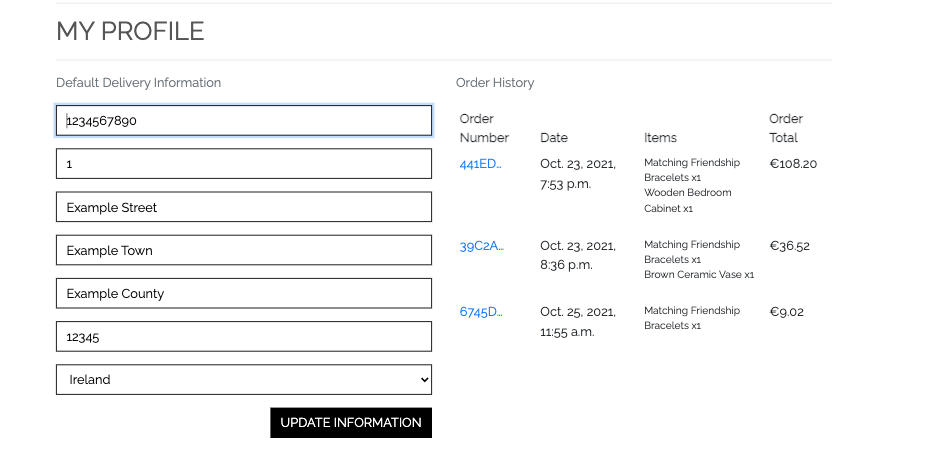 MY PROFILE
Default Delivery Information
1234567890
1
Example Street
Example Town
Example County
12345
Ireland
UPDATE INFORMATION
Order History
Order Number Date Items Order Total
441ED... Oct. 23, 2021, 7:53 p.m. Matching Friendship Bracelets x1 Wooden Bedroom Cabinet x1 €108.20
39C2A... Oct. 23, 2021, 8:36 p.m. Matching Friendship Bracelets x1 Brown Ceramic Vase x1 €36.52
6745D... Oct. 25, 2021, 11:55 a.m. Matching Friendship Bracelets x1 €9.02